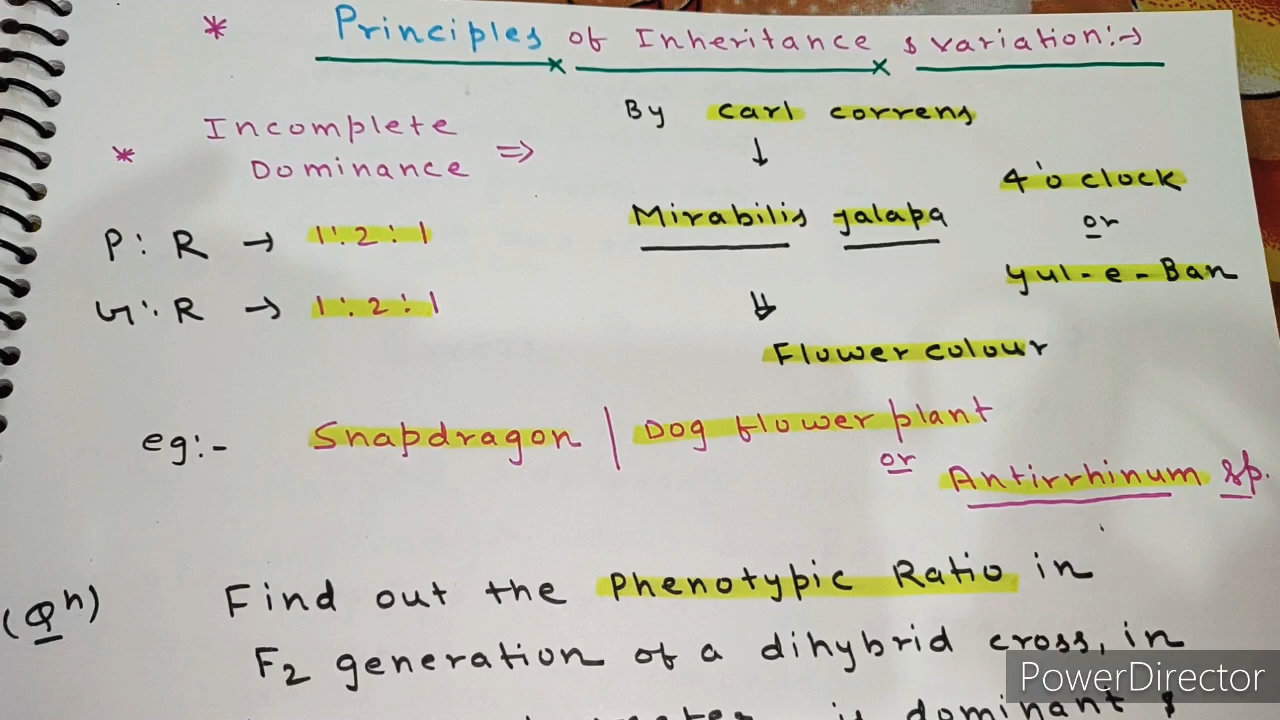 * Principles of Inheritance & variation:→
* Incomplete Dominance ⇒
By Carl Correns
↓
Mirabilis jalapa
4'o clock
or
gul-e-Ban
P: R → 1:2:1
G: R → 1:2:1
⇓
Flower colour
eg:- Snapdragon | Dog flower plant
or Antirrhinum sp.
(Qn) Find out the Phenotypic Ratio in
F2 generation of a dihybrid cross, in
is dominant &
PowerDirector